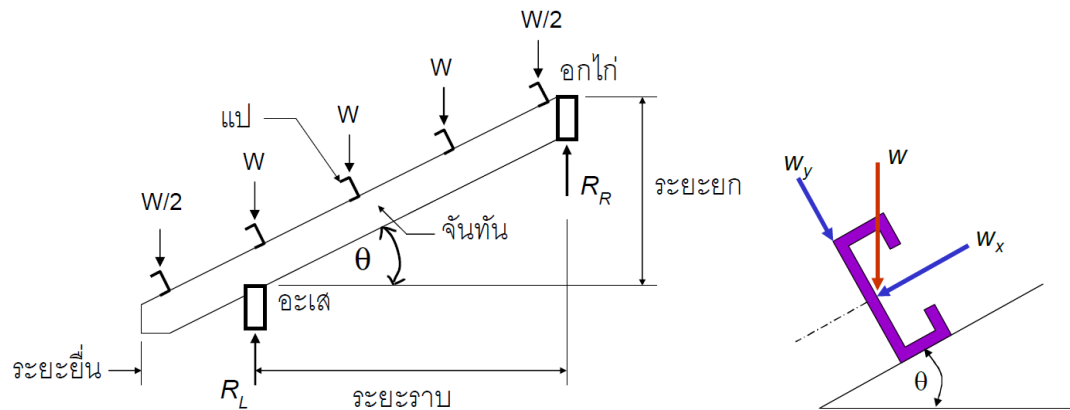 W/2
W
W
W
W/2
อกไก่
แป
ระยะยก
R_R
จันทัน
θ
อะเส
ระยะยื่น
R_L
ระยะราบ
w_y
w
w_x
θ